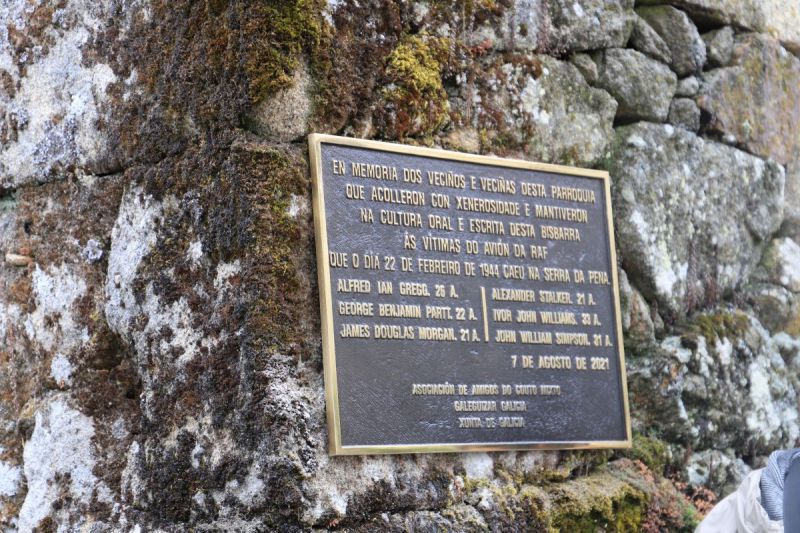 EN MEMORIA DOS VECIÑOS E VECIÑAS DESTA PARROQUIA
QUE ACOLLERON CON XENEROSIDADE E MANTIVERON
NA CULTURA ORAL E ESCRITA DESTA BISBARRA
ÁS VÍTIMAS DO AVIÓN DA RAF
QUE O DÍA 22 DE FEBREIRO DE 1944 CAEU NA SERRA DA PENA.
ALFRED IAN GREGG. 26 A.
GEORGE BENJAMIN PARTT. 22 A.
JAMES DOUGLAS MORGAN. 21 A.
ALEXANDER STALKER. 21 A.
IVOR JOHN WILLIAMS. 33 A.
JOHN WILLIAM SIMPSON. 31 A.
7 DE AGOSTO DE 2021
ASOCIACIÓN DE AMIGOS DO COUTO MIXTO
GALEGUIZAR GALICIA
XUNTA DE GALICIA